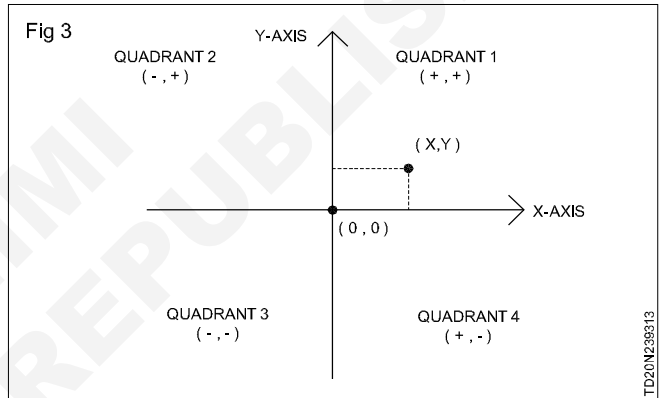 Fig 3
Y-AXIS
QUADRANT 2
( - , + )
QUADRANT 1
( + , + )
( X,Y )
X-AXIS
( 0 , 0 )
QUADRANT 3
( - , - )
QUADRANT 4
( + , - )
TD20N239313